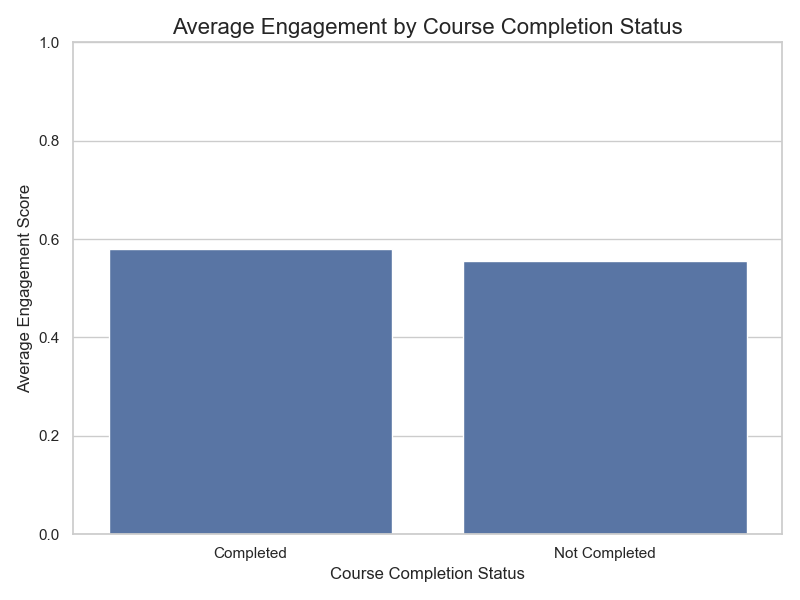 Average Engagement by Course Completion Status
1.0
0.8
0.6
0.4
0.2
0.0
Average Engagement Score
Completed
Not Completed
Course Completion Status